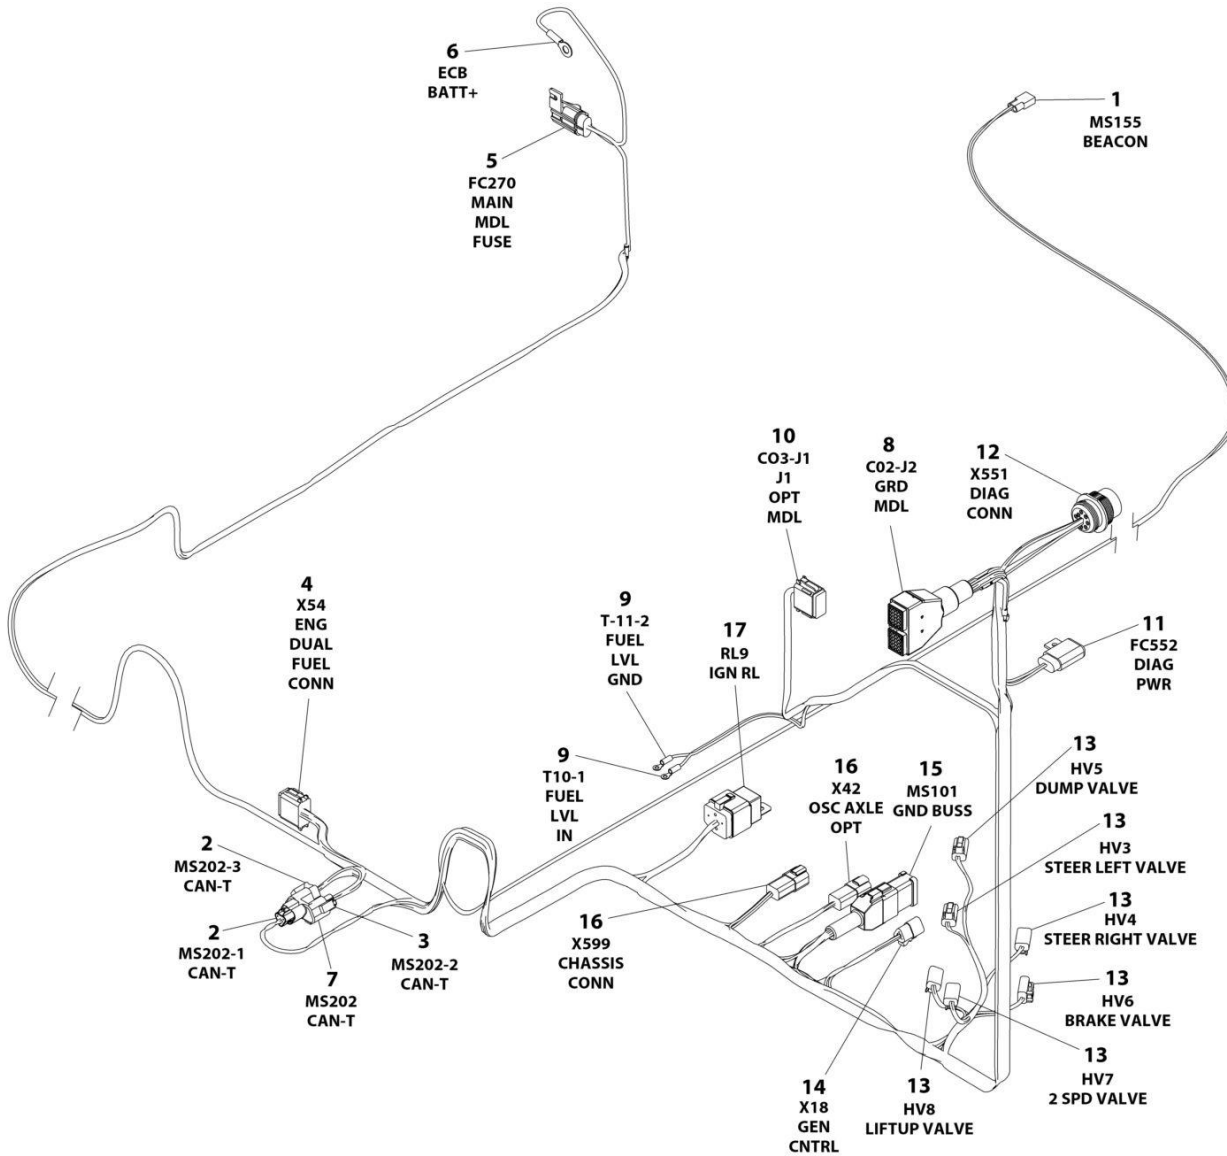 6
ECB
BATT+
1
MS155
BEACON
5
FC270
MAIN
MDL
FUSE
10
CO3-J1
J1
OPT
MDL
8
C02-J2
GRD
MDL
12
X551
DIAG
CONN
4
X54
ENG
DUAL
FUEL
CONN
9
T-11-2
FUEL
LVL
GND
17
RL9
IGN RL
11
FC552
DIAG
PWR
9
T10-1
FUEL
LVL
IN
16
X42
OSC AXLE
OPT
15
MS101
GND BUSS
13
HV5
DUMP VALVE
13
HV3
STEER LEFT VALVE
2
MS202-3
CAN-T
2
MS202-1
CAN-T
7
MS202
CAN-T
3
MS202-2
CAN-T
16
X599
CHASSIS
CONN
13
HV4
STEER RIGHT VALVE
13
HV6
BRAKE VALVE
13
HV7
2 SPD VALVE
14
X18
GEN
CNTRL
13
HV8
LIFTUP VALVE